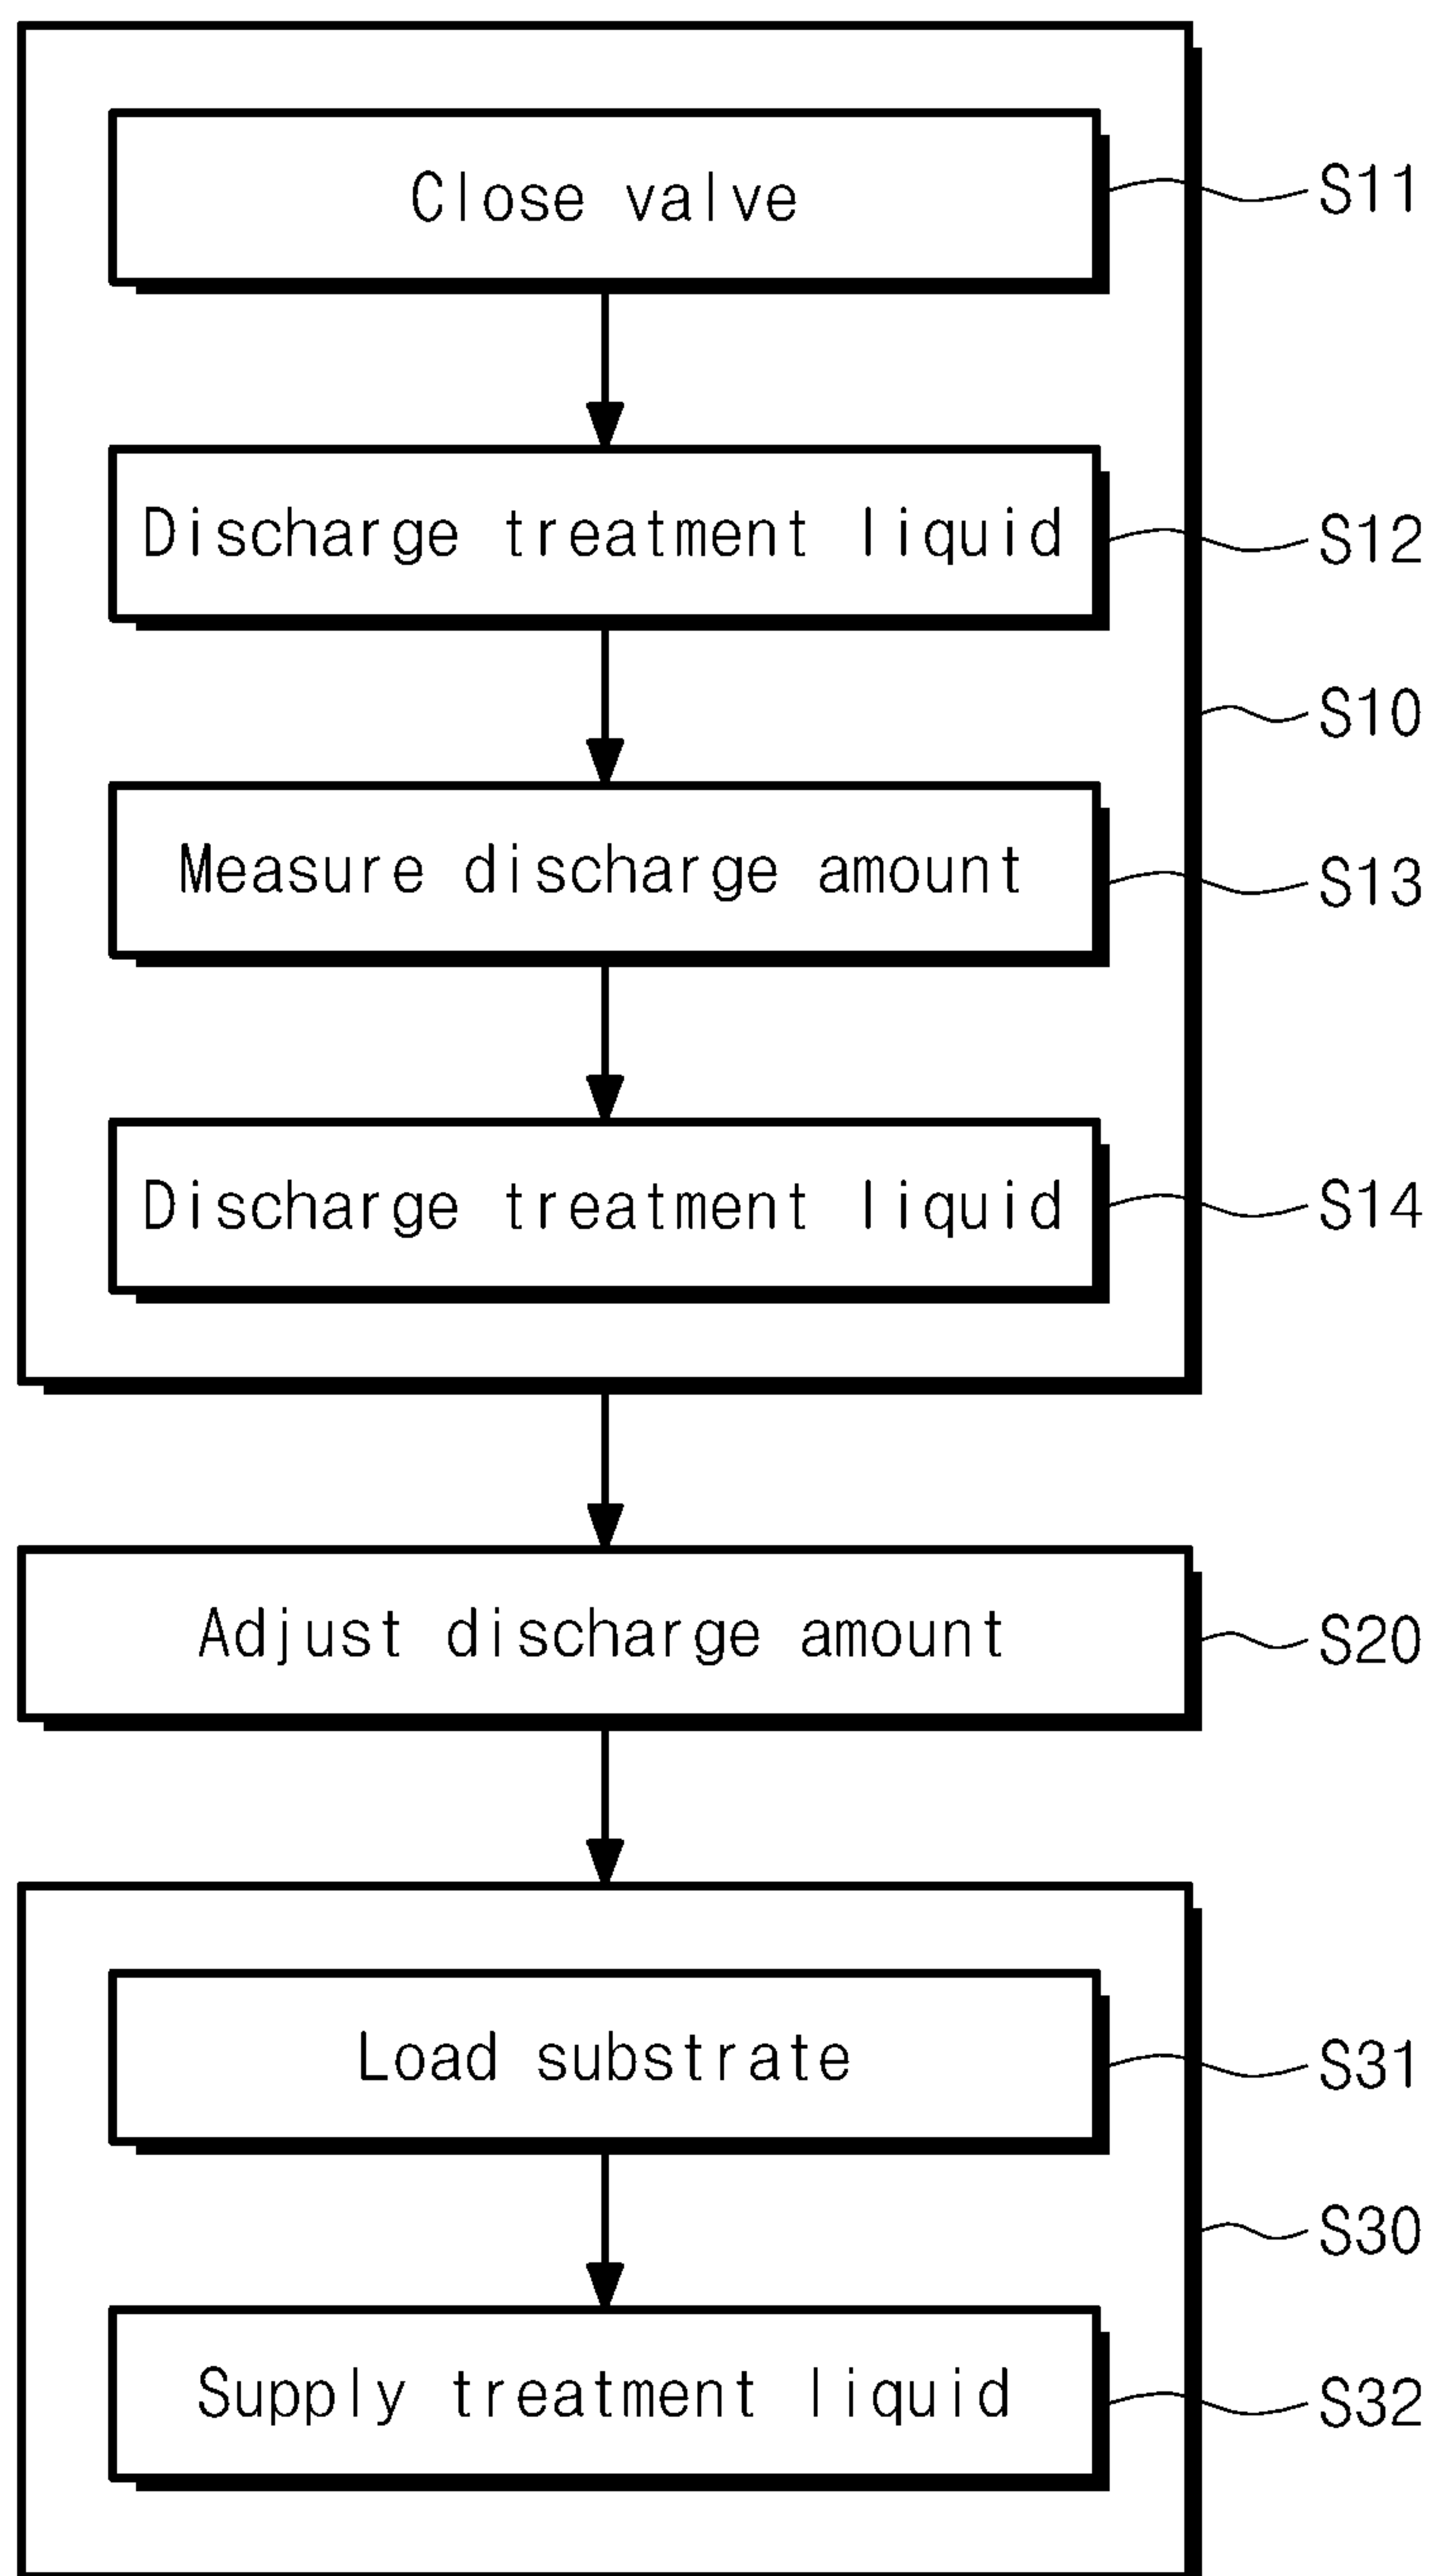 Close valve
S11
Discharge treatment liquid
S12
S10
Measure discharge amount
S13
Discharge treatment liquid
S14
Adjust discharge amount
S20
Load substrate
S31
S30
Supply treatment liquid
S32